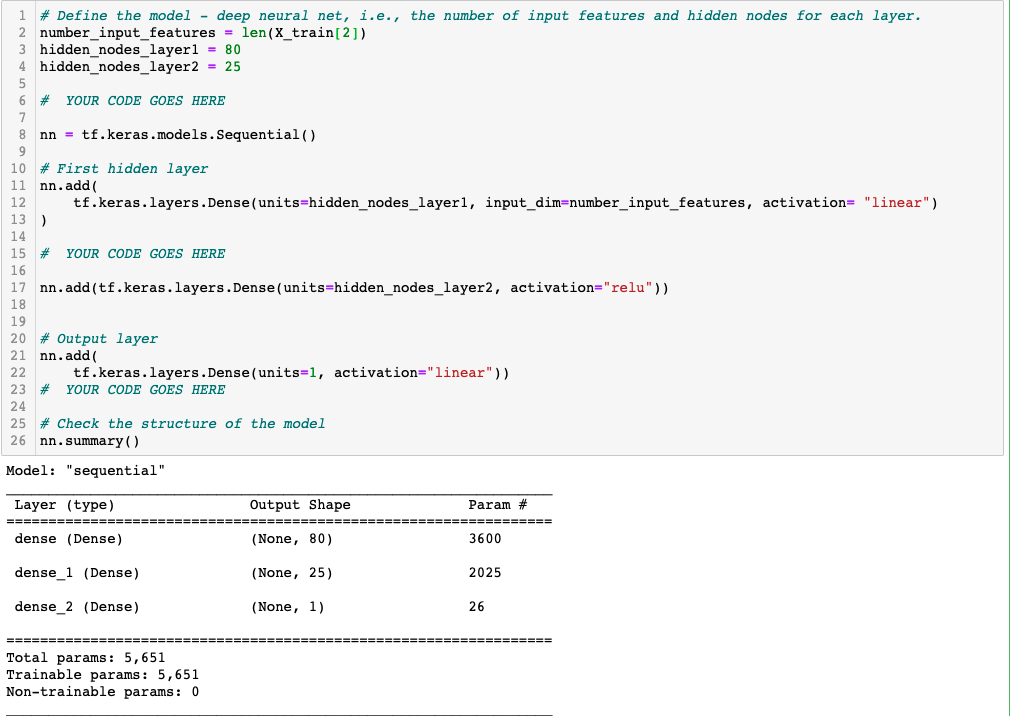 1 # Define the model - deep neural net, i.e., the number of input features and hidden nodes for each layer.
2 number_input_features = len(X_train[2])
3 hidden_nodes_layer1 = 80
4 hidden_nodes_layer2 = 25
5
6 #  YOUR CODE GOES HERE
7
8 nn = tf.keras.models.Sequential()
9
10 # First hidden layer
11 nn.add(
12     tf.keras.layers.Dense(units=hidden_nodes_layer1, input_dim=number_input_features, activation= "linear")
13 )
14
15 #  YOUR CODE GOES HERE
16
17 nn.add(tf.keras.layers.Dense(units=hidden_nodes_layer2, activation="relu"))
18
19
20 # Output layer
21 nn.add(
22     tf.keras.layers.Dense(units=1, activation="linear"))
23 #  YOUR CODE GOES HERE
24
25 # Check the structure of the model
26 nn.summary()
Model: "sequential"
_________________________________________________________________
 Layer (type)                Output Shape              Param #
=================================================================
 dense (Dense)               (None, 80)                3600
 dense_1 (Dense)             (None, 25)                2025
 dense_2 (Dense)             (None, 1)                 26
=================================================================
Total params: 5,651
Trainable params: 5,651
Non-trainable params: 0
_________________________________________________________________